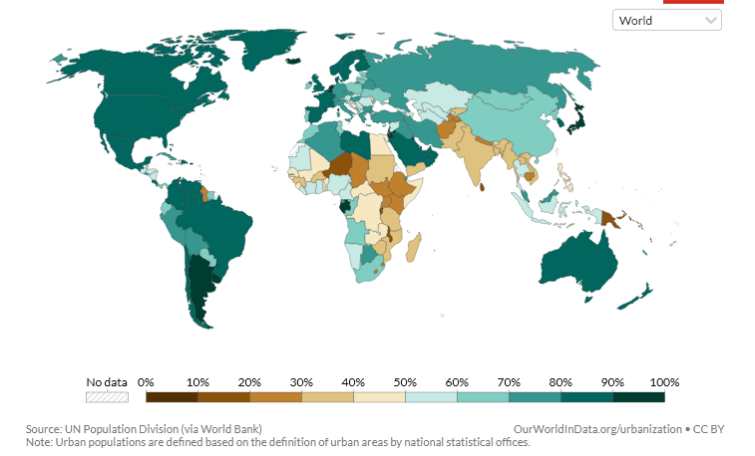 World
No data 0% 10% 20% 30% 40% 50% 60% 70% 80% 90% 100%
Source: UN Population Division (via World Bank) OurWorldInData.org/urbanization • CC BY
Note: Urban populations are defined based on the definition of urban areas by national statistical offices.